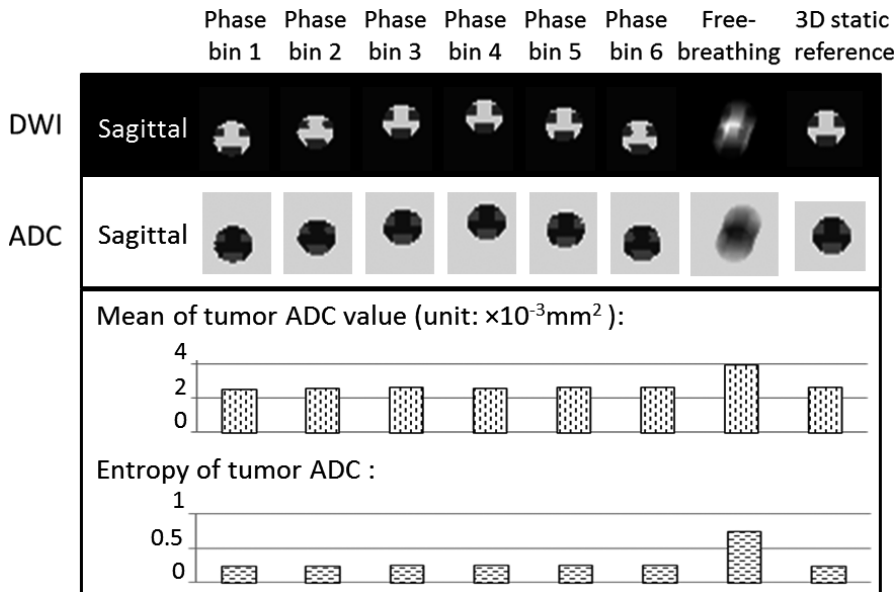 Phase bin 1
Phase bin 2
Phase bin 3
Phase bin 4
Phase bin 5
Phase bin 6
Free-breathing
3D static reference
DWI
Sagittal
ADC
Sagittal
Mean of tumor ADC value (unit: ×10⁻³mm² ):
4
2
0
Entropy of tumor ADC :
1
0.5
0